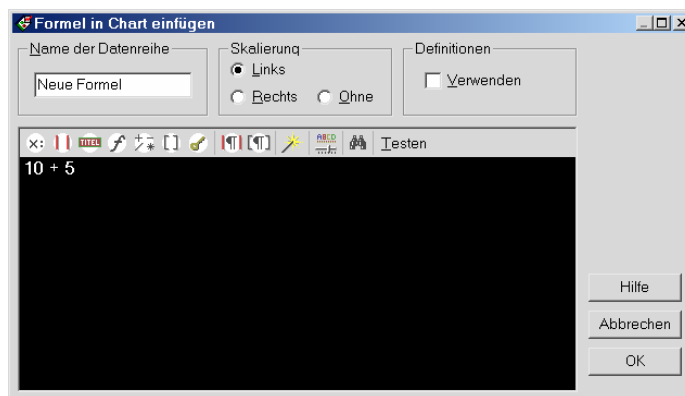 Formel in Chart einfügen
Name der Datenreihe
Neue Formel
Skalierung
Links
Rechts
Ohne
Definitionen
Verwenden
x: TITEL f [] [¶] [¶] ABCD Testen
10 + 5
Hilfe
Abbrechen
OK